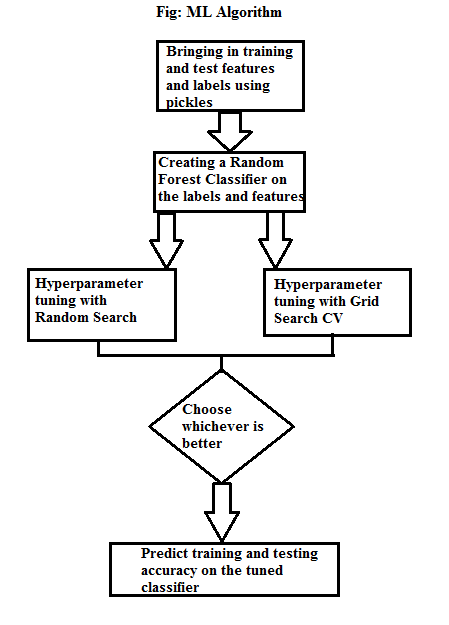 Fig: ML Algorithm
Bringing in training
and test features
and labels using
pickles
Creating a Random
Forest Classifier on
the labels and features
Hyperparameter
tuning with
Random Search
Hyperparameter
tuning with Grid
Search CV
Choose
whichever is
better
Predict training and testing
accuracy on the tuned
classifier